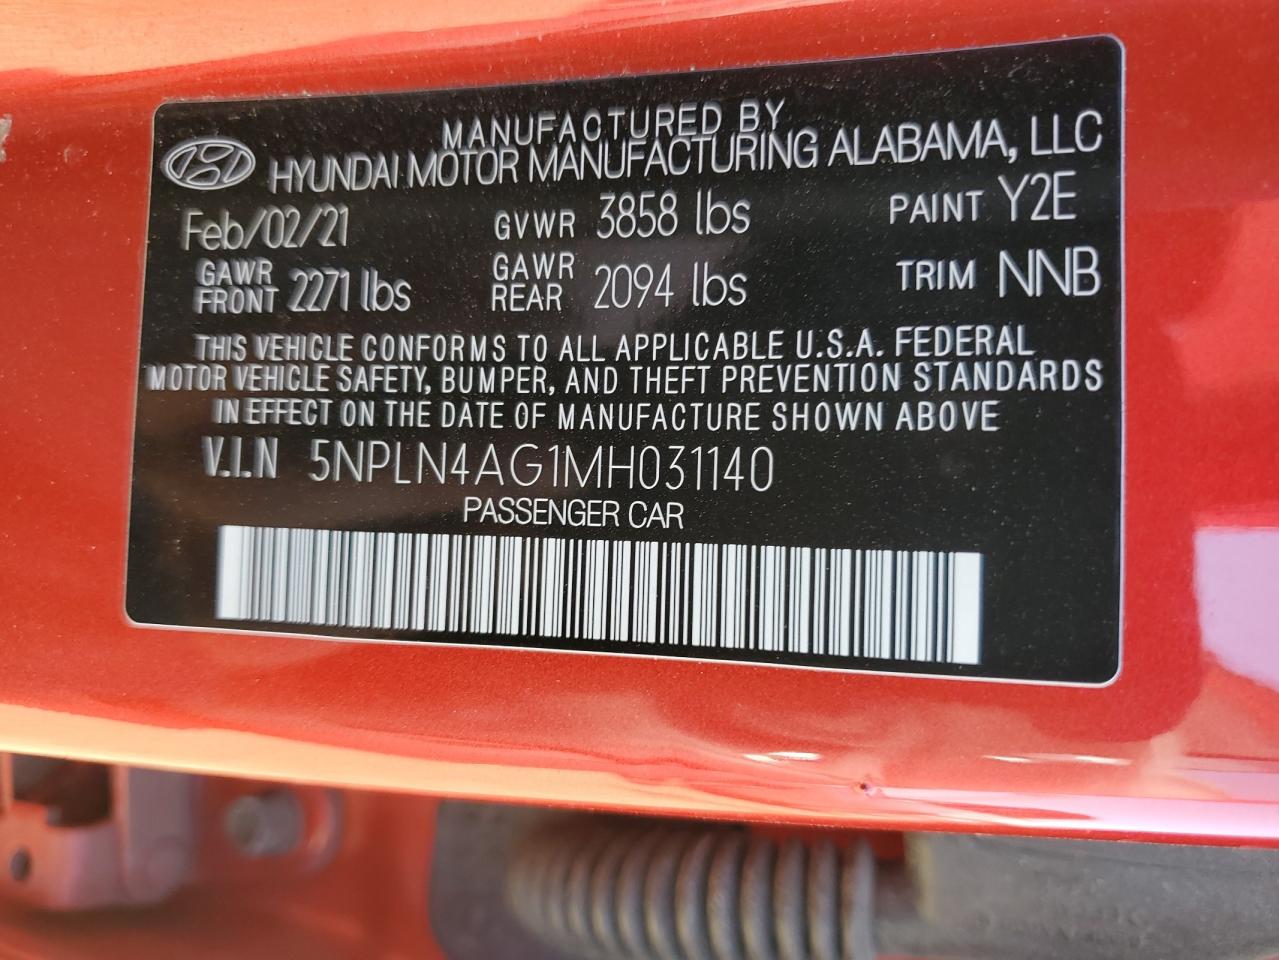 MANUFACTURED BY
HYUNDAI MOTOR MANUFACTURING ALABAMA, LLC
Feb/02/21 GVWR 3858 lbs PAINT Y2E
GAWR FRONT 2271 lbs GAWR REAR 2094 lbs TRIM NNB
THIS VEHICLE CONFORMS TO ALL APPLICABLE U.S.A. FEDERAL
MOTOR VEHICLE SAFETY, BUMPER, AND THEFT PREVENTION STANDARDS
IN EFFECT ON THE DATE OF MANUFACTURE SHOWN ABOVE
V.I.N 5NPLN4AG1MH031140
PASSENGER CAR